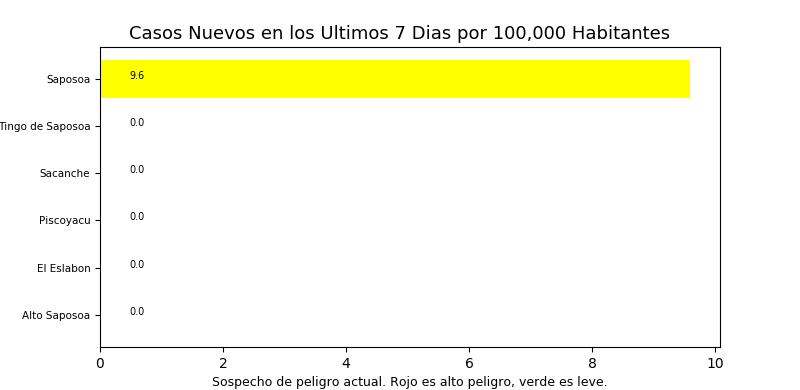 Casos Nuevos en los Ultimos 7 Dias por 100,000 Habitantes
Saposoa 9.6
Tingo de Saposoa 0.0
Sacanche 0.0
Piscoyacu 0.0
El Eslabon 0.0
Alto Saposoa 0.0
0 2 4 6 8 10
Sospecho de peligro actual. Rojo es alto peligro, verde es leve.